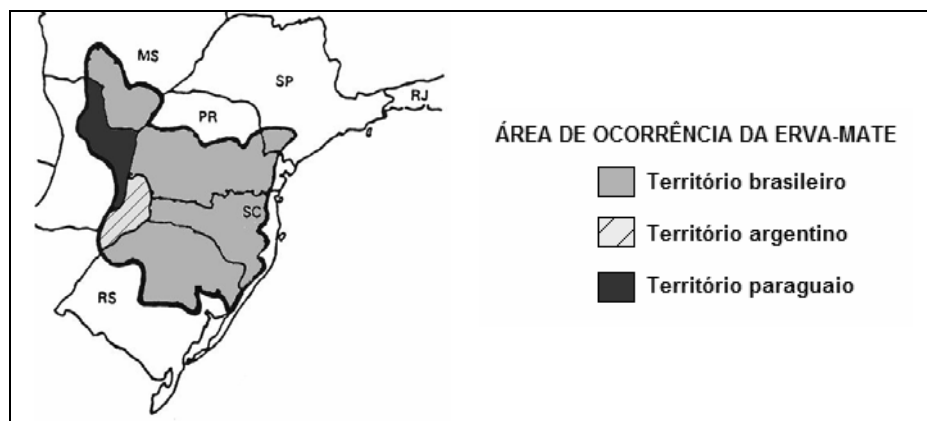 MS
SP
RJ
PR
SC
RS
ÁREA DE OCORRÊNCIA DA ERVA-MATE
Território brasileiro
Território argentino
Território paraguaio